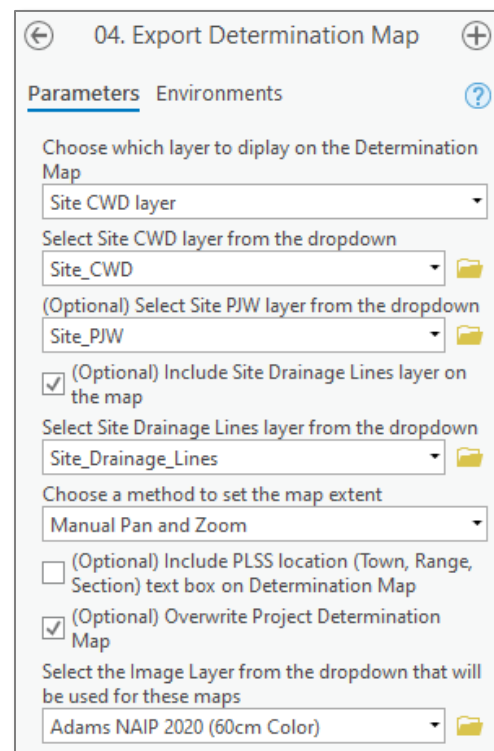 04. Export Determination Map
Parameters Environments
Choose which layer to diplay on the Determination
Map
Site CWD layer
Select Site CWD layer from the dropdown
Site_CWD
(Optional) Select Site PJW layer from the dropdown
Site_PJW
(Optional) Include Site Drainage Lines layer on
the map
Select Site Drainage Lines layer from the dropdown
Site_Drainage_Lines
Choose a method to set the map extent
Manual Pan and Zoom
(Optional) Include PLSS location (Town, Range,
Section) text box on Determination Map
(Optional) Overwrite Project Determination
Map
Select the Image Layer from the dropdown that will
be used for these maps
Adams NAIP 2020 (60cm Color)